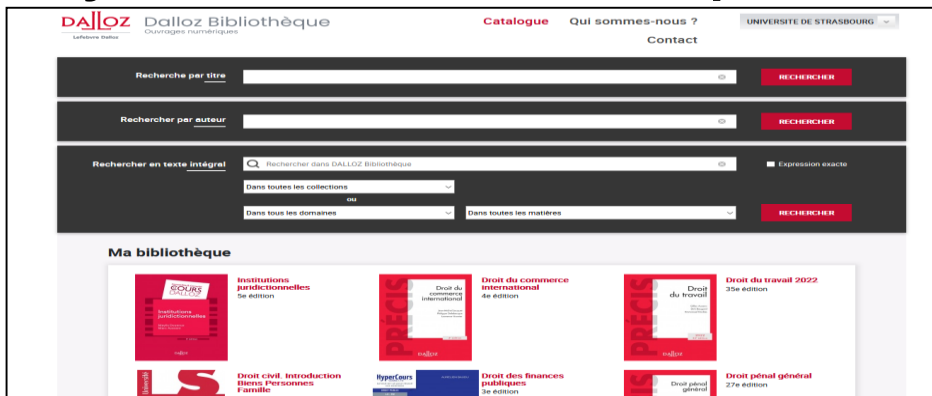 DALLOZ
Lefebvre Dalloz
Dalloz Bibliothèque
Ouvrages numériques
Catalogue
Qui sommes-nous ?
Contact
UNIVERSITE DE STRASBOURG
Recherche par titre
RECHERCHER
Rechercher par auteur
RECHERCHER
Rechercher en texte intégral
Rechercher dans DALLOZ Bibliothèque
Expression exacte
Dans toutes les collections
ou
Dans tous les domaines
Dans toutes les matières
RECHERCHER
Ma bibliothèque
COURS
DALLOZ
Institutions
juridictionnelles
DALLOZ
Institutions
juridictionnelles
5e édition
PRÉCIS
Droit du
commerce
international
DALLOZ
Droit du commerce
international
4e édition
PRÉCIS
Droit
du travail
DALLOZ
Droit du travail 2022
35e édition
Université
LS
Droit civil. Introduction
Biens Personnes
Famille
HyperCours
Droit des finances
publiques
3e édition
Droit pénal
général
Droit pénal général
27e édition